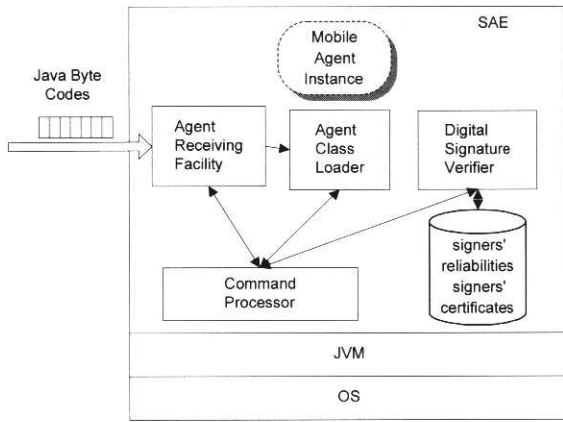 SAE
Mobile
Agent
Instance
Java Byte
Codes
Agent
Receiving
Facility
Agent
Class
Loader
Digital
Signature
Verifier
signers'
reliabilities
signers'
certificates
Command
Processor
JVM
OS